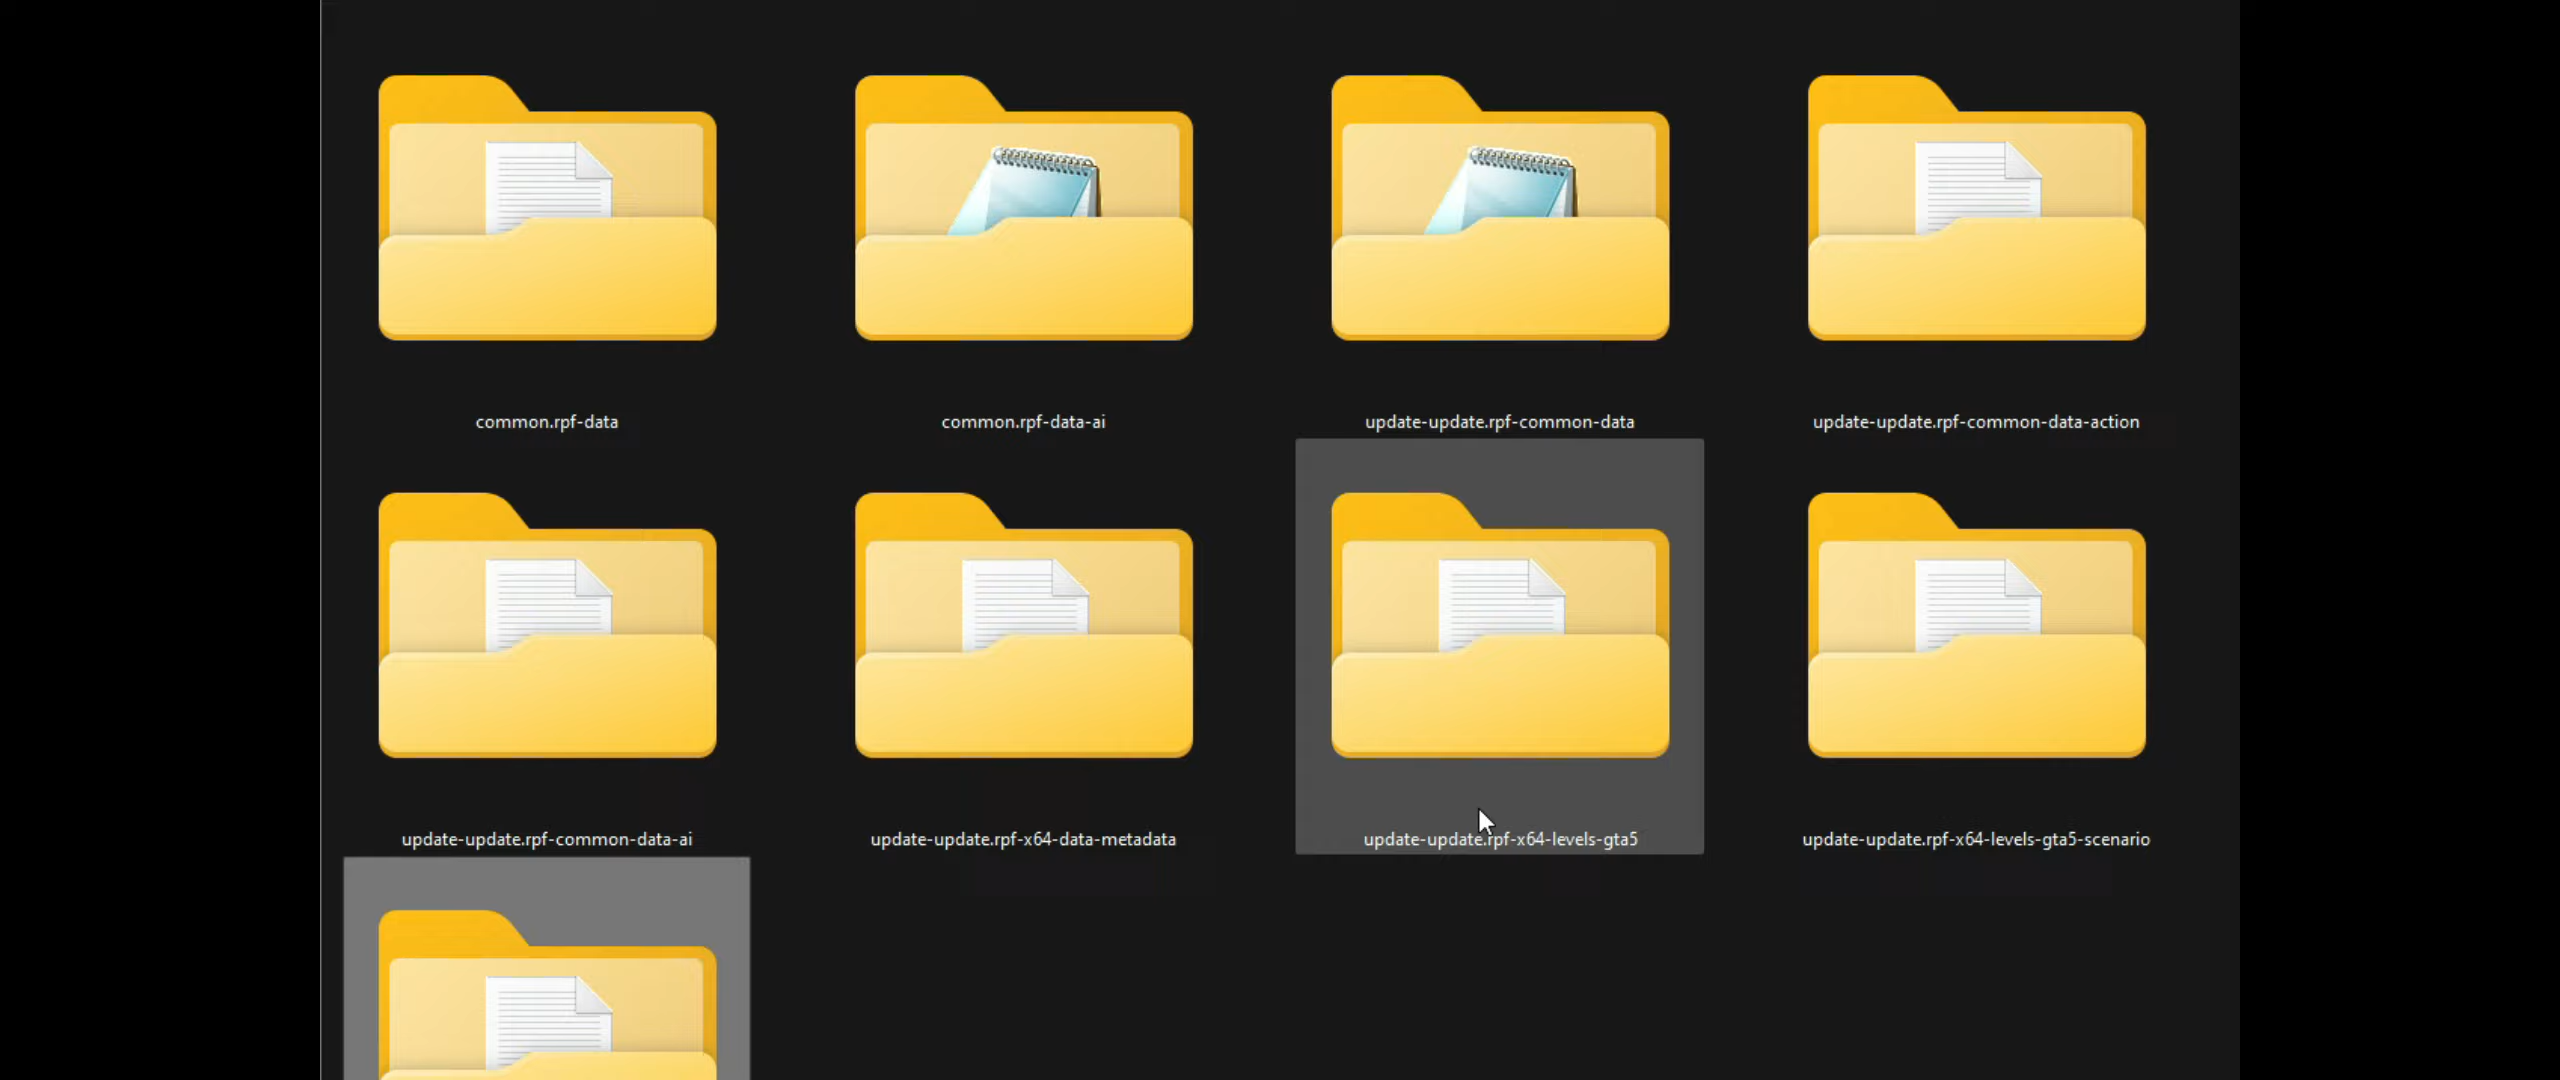 common.rpf-data
common.rpf-data-ai
update-update.rpf-common-data
update-update.rpf-common-data-action
update-update.rpf-common-data-ai
update-update.rpf-x64-data-metadata
update-update.rpf-x64-levels-gta5
update-update.rpf-x64-levels-gta5-scenario